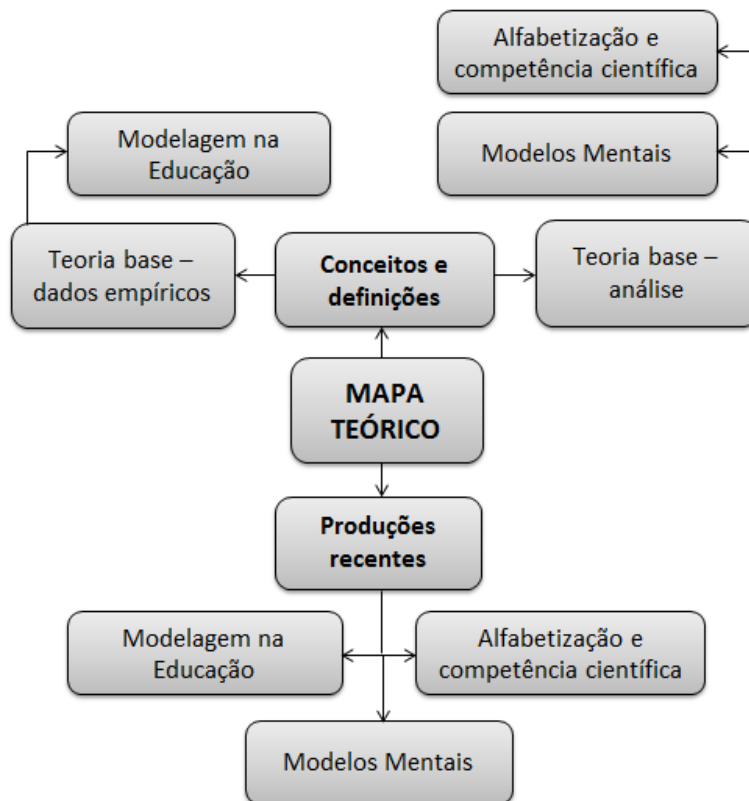 Alfabetização e
competência científica
Modelagem na
Educação
Modelos Mentais
Teoria base –
dados empíricos
Conceitos e
definições
Teoria base –
análise
MAPA
TEÓRICO
Produções
recentes
Modelagem na
Educação
Alfabetização e
competência científica
Modelos Mentais